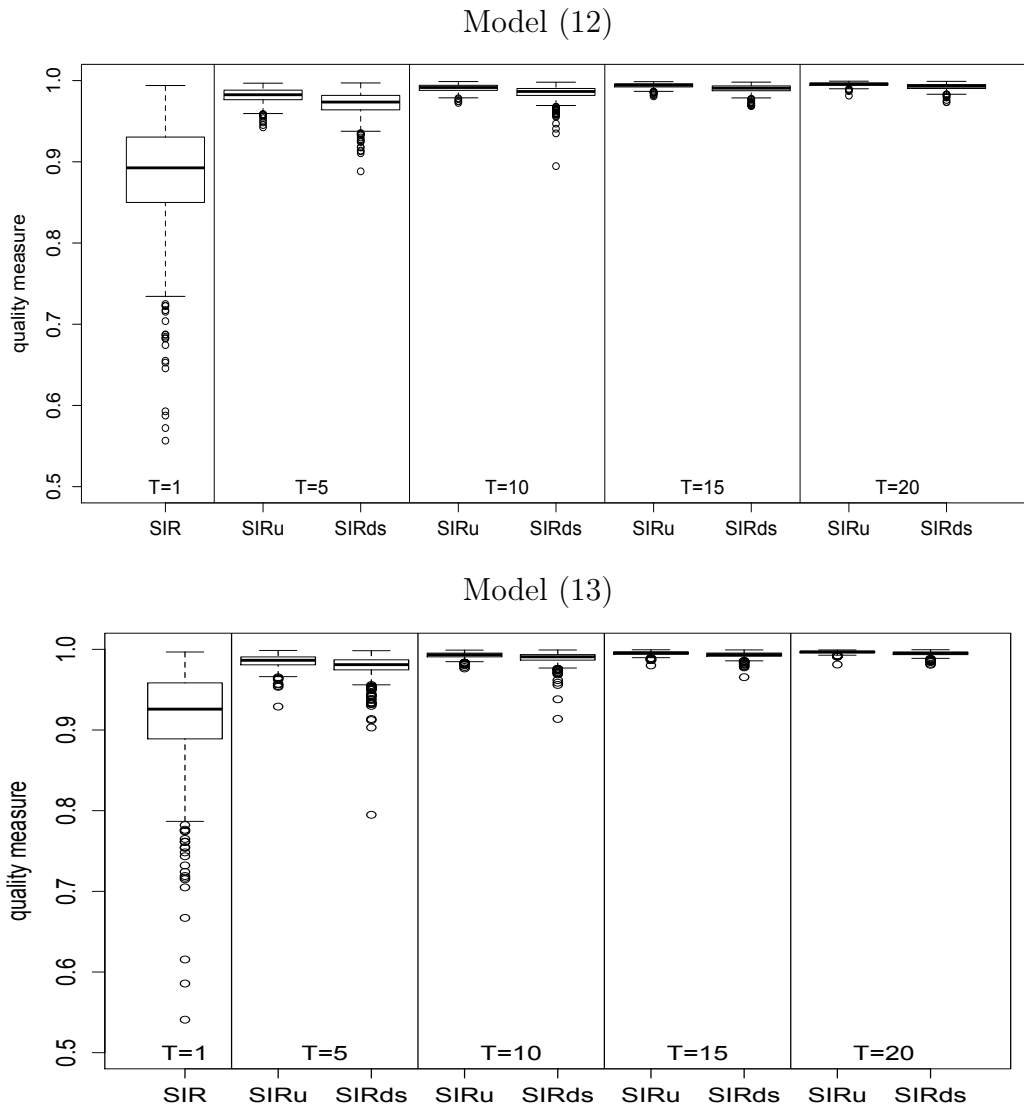 Model (12)
quality measure
1.0
0.9
0.8
0.7
0.6
0.5
T=1 T=5 T=10 T=15 T=20
SIR SIRu SIRds SIRu SIRds SIRu SIRds SIRu SIRds
Model (13)
quality measure
1.0
0.9
0.8
0.7
0.6
0.5
T=1 T=5 T=10 T=15 T=20
SIR SIRu SIRds SIRu SIRds SIRu SIRds SIRu SIRds